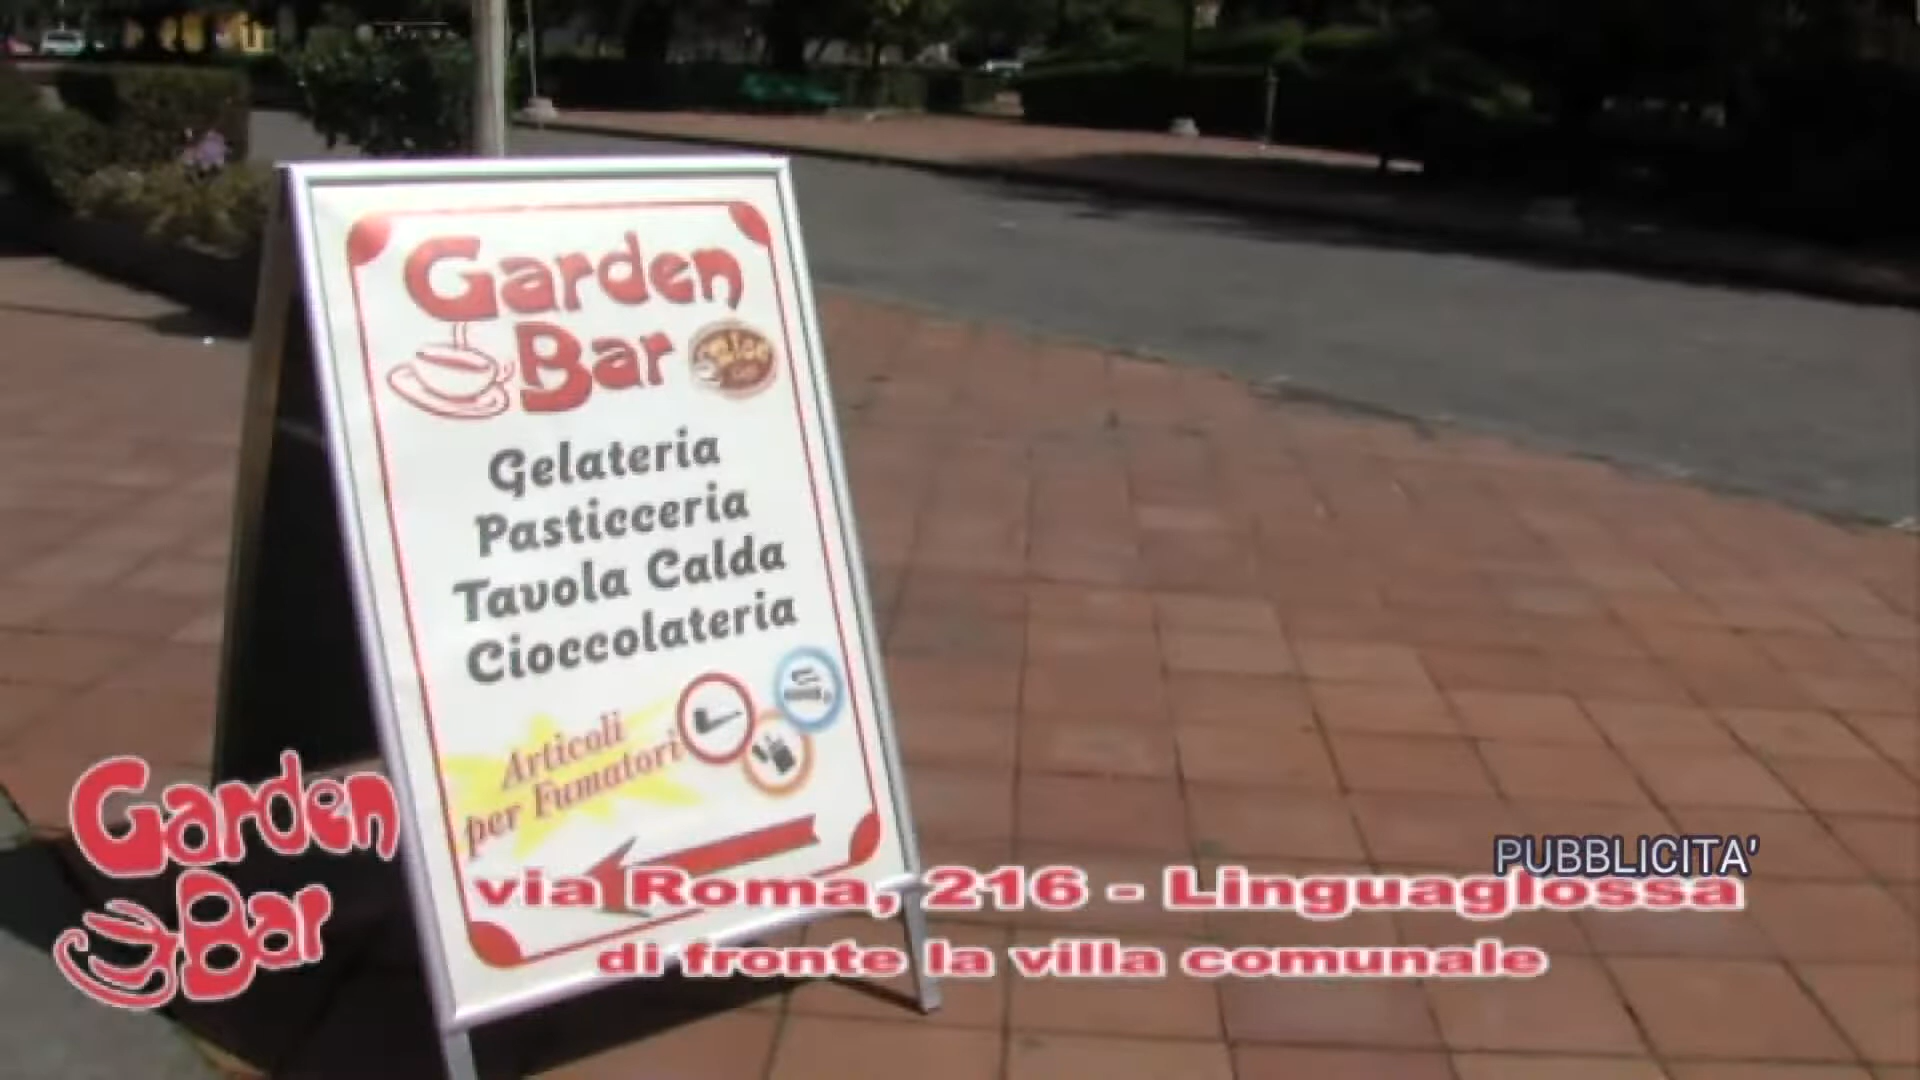 Garden
Bar
Gelateria
Pasticceria
Tavola Calda
Cioccolateria
Articoli
per Fumatori
Garden
Bar
PUBBLICITA'
via Roma, 216 - Linguaglossa
di fronte la villa comunale